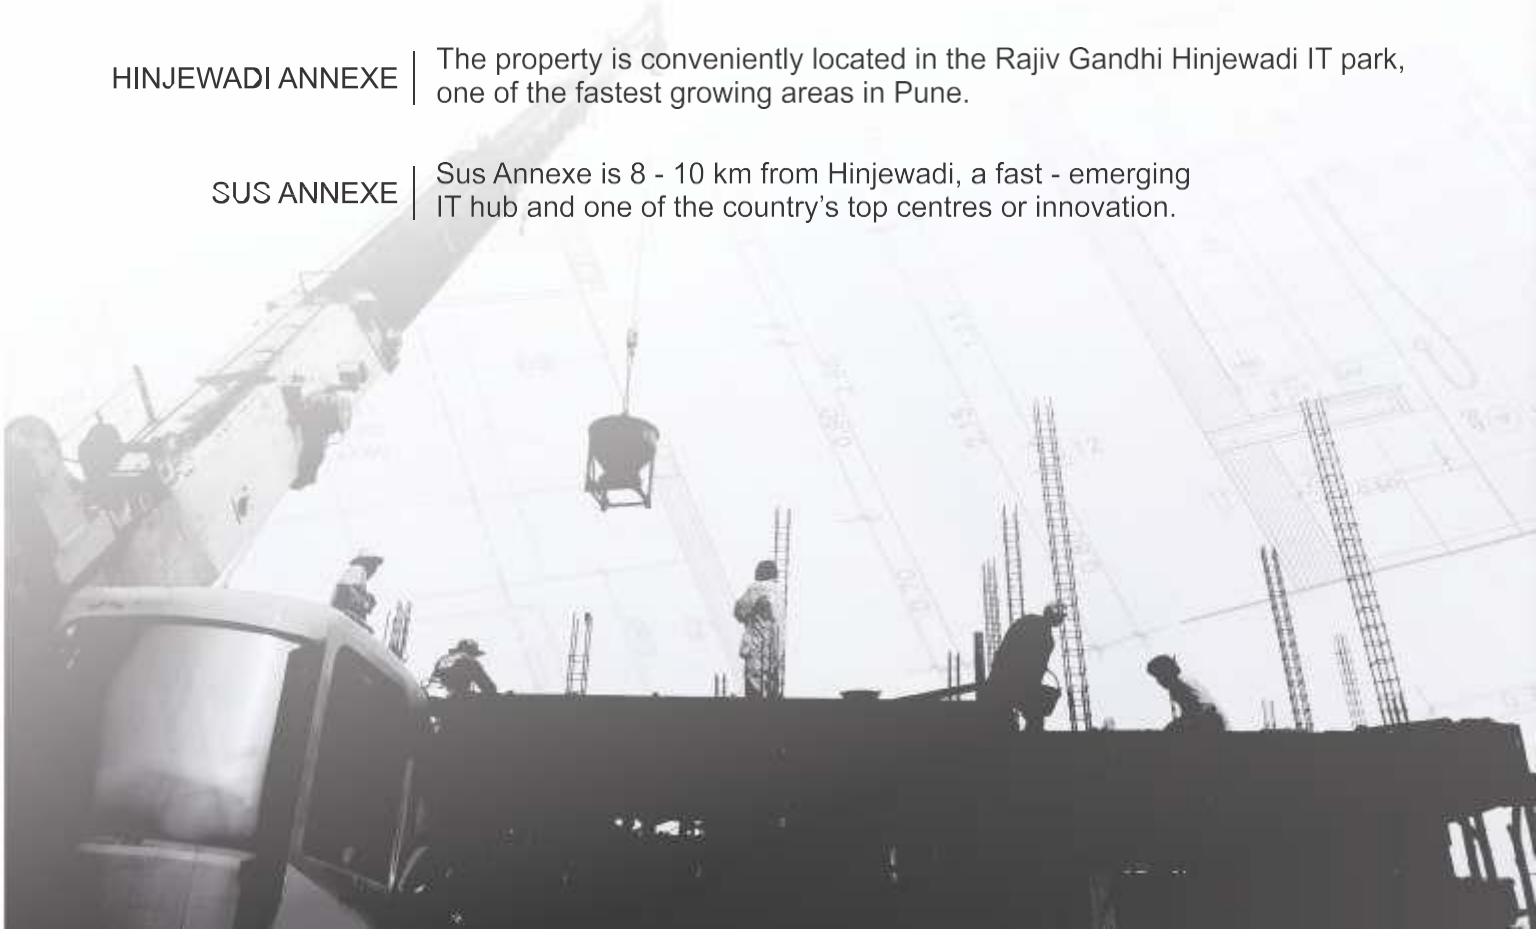 HINJEWADI ANNEXE
The property is conveniently located in the Rajiv Gandhi Hinjewadi IT park,
one of the fastest growing areas in Pune.
SUS ANNEXE
Sus Annexe is 8 - 10 km from Hinjewadi, a fast - emerging
IT hub and one of the country's top centres or innovation.